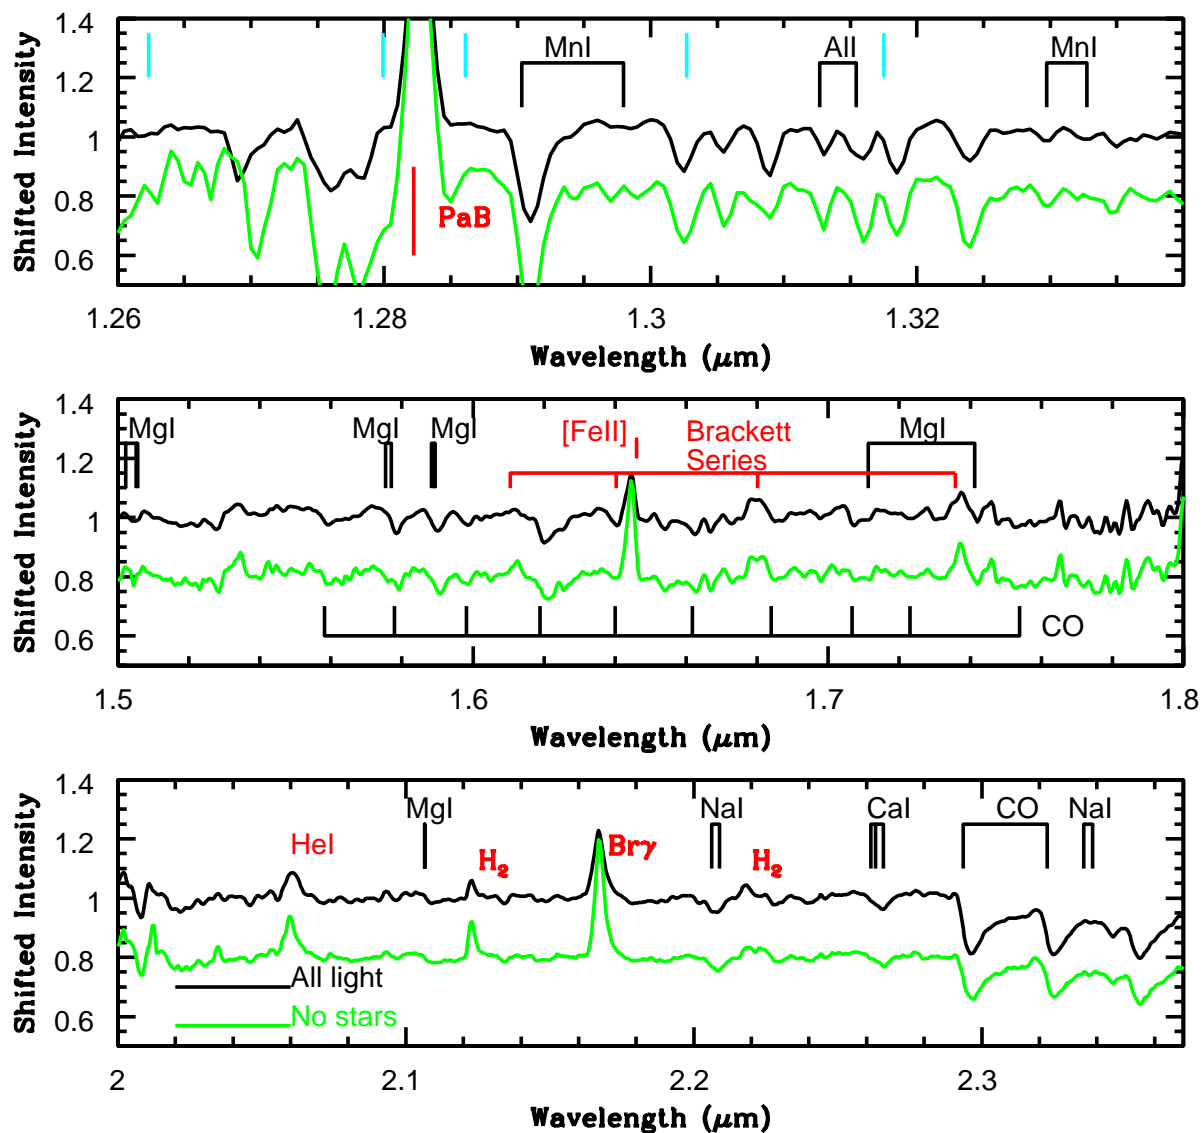 1.4
1.2
1
0.8
0.6
Shifted Intensity
MnI
AlI
MnI
PaB
1.26
1.28
1.3
1.32
Wavelength (μm)
1.4
1.2
1
0.8
0.6
Shifted Intensity
MgI
MgI
MgI
[FeII]
Brackett
Series
MgI
CO
1.5
1.6
1.7
1.8
Wavelength (μm)
1.4
1.2
1
0.8
0.6
Shifted Intensity
HeI
MgI
H₂
Brγ
NaI
H₂
CaI
CO
NaI
All light
No stars
2
2.1
2.2
2.3
Wavelength (μm)